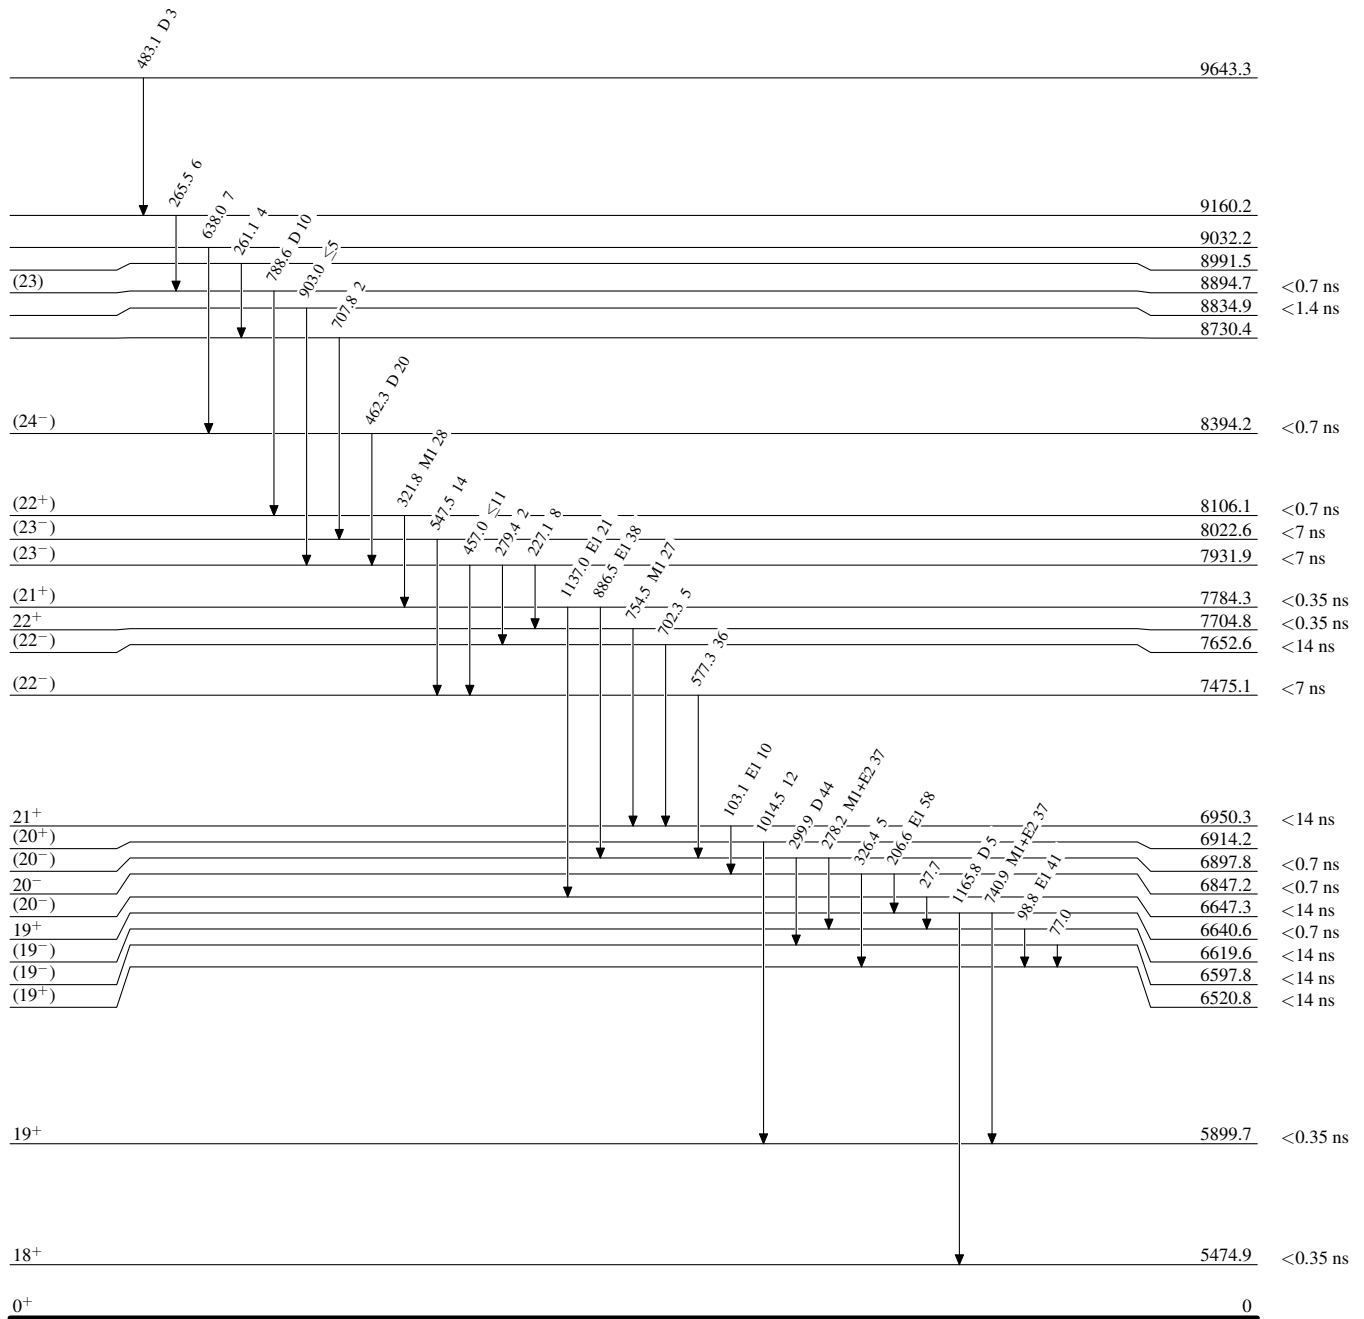 483.1 D 3
9643.3
265.5 6
9160.2
638.0 7
9032.2
261.1 4
8991.5
788.6 D 10
(23) 8894.7 <0.7 ns
903.0 ≤5
8834.9 <1.4 ns
707.8 2
8730.4
462.3 D 20
(24−) 8394.2 <0.7 ns
321.8 M1 28
(22+) 8106.1 <0.7 ns
547.5 14
(23−) 8022.6 <7 ns
457.0 ≤11
279.4 2
227.1 8
(23−) 7931.9 <7 ns
1137.0 E1 21
886.5 E1 38
(21+) 7784.3 <0.35 ns
754.5 M1 27
22+ 7704.8 <0.35 ns
702.3 5
(22−) 7652.6 <14 ns
577.3 36
(22−) 7475.1 <7 ns
103.1 E1 10
21+ 6950.3 <14 ns
1014.5 12
(20+) 6914.2
299.9 D 44
278.2 M1+E2 37
(20−) 6897.8 <0.7 ns
326.4 5
206.6 E1 58
20− 6847.2 <0.7 ns
27.7
(20−) 6647.3 <14 ns
1165.8 D 5
740.9 M1+E2 37
19+ 6640.6 <0.7 ns
98.8 E1 41
(19−) 6619.6 <14 ns
77.0
(19−) 6597.8 <14 ns
(19+) 6520.8 <14 ns
19+ 5899.7 <0.35 ns
18+ 5474.9 <0.35 ns
0+ 0